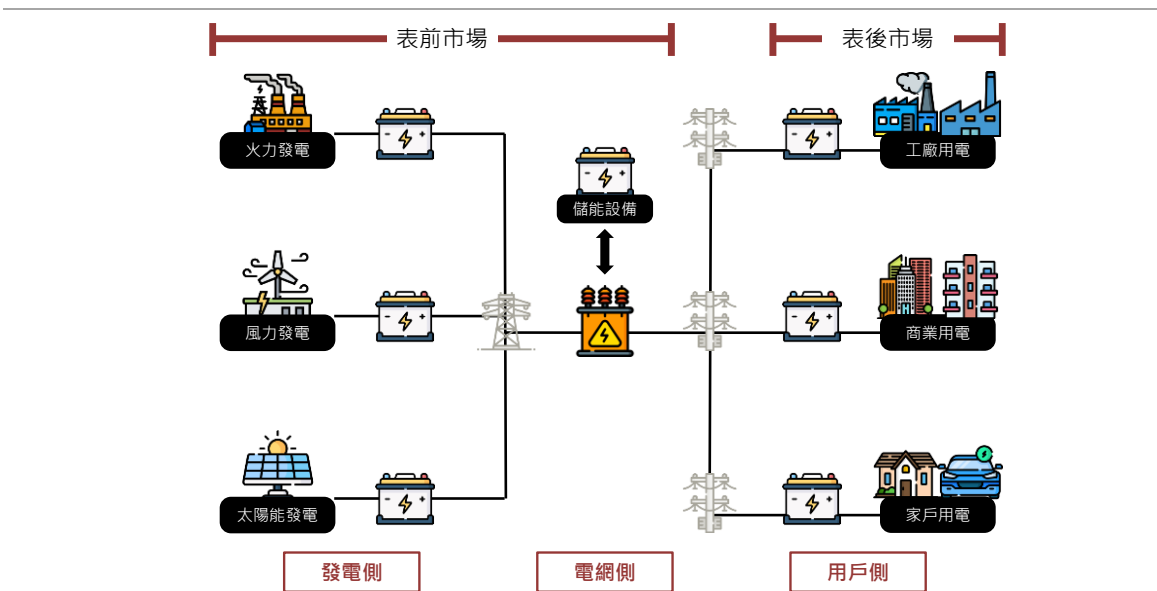 表前市場
表後市場
火力發電
儲能設備
工廠用電
風力發電
商業用電
太陽能發電
家戶用電
發電側
電網側
用戶側